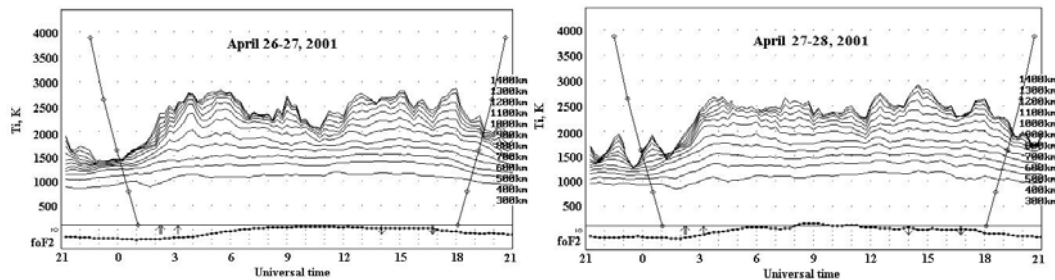 April 26-27, 2001
Ti, K
4000
3500
3000
2500
2000
1500
1000
500
1400km
1300km
1200km
1100km
1000km
900km
800km
700km
600km
500km
400km
300km
foF2
21 0 3 6 9 12 15 18 21
Universal time
April 27-28, 2001
Ti, K
4000
3500
3000
2500
2000
1500
1000
500
1400km
1300km
1200km
1100km
1000km
900km
800km
700km
600km
500km
400km
300km
foF2
21 0 3 6 9 12 15 18 21
Universal time